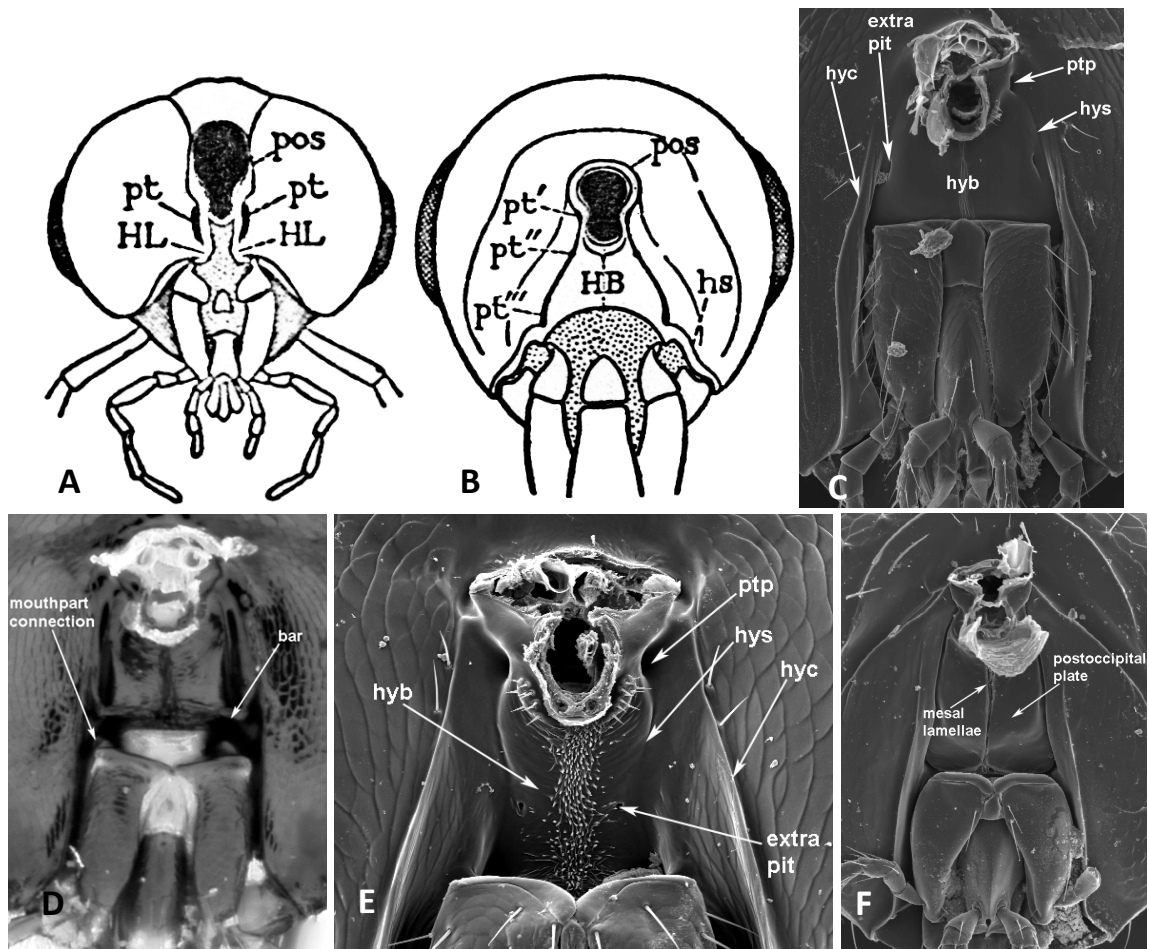 pos
pt
pt
HL
HL
A
pos
pt'
pt''
HB
hs
pt'''
B
extra
pit
hyc
ptp
hys
hyb
C
mouthpart
connection
bar
D
ptp
hys
hyb
hyc
extra
pit
E
postoccipital
plate
mesal
lamellae
F